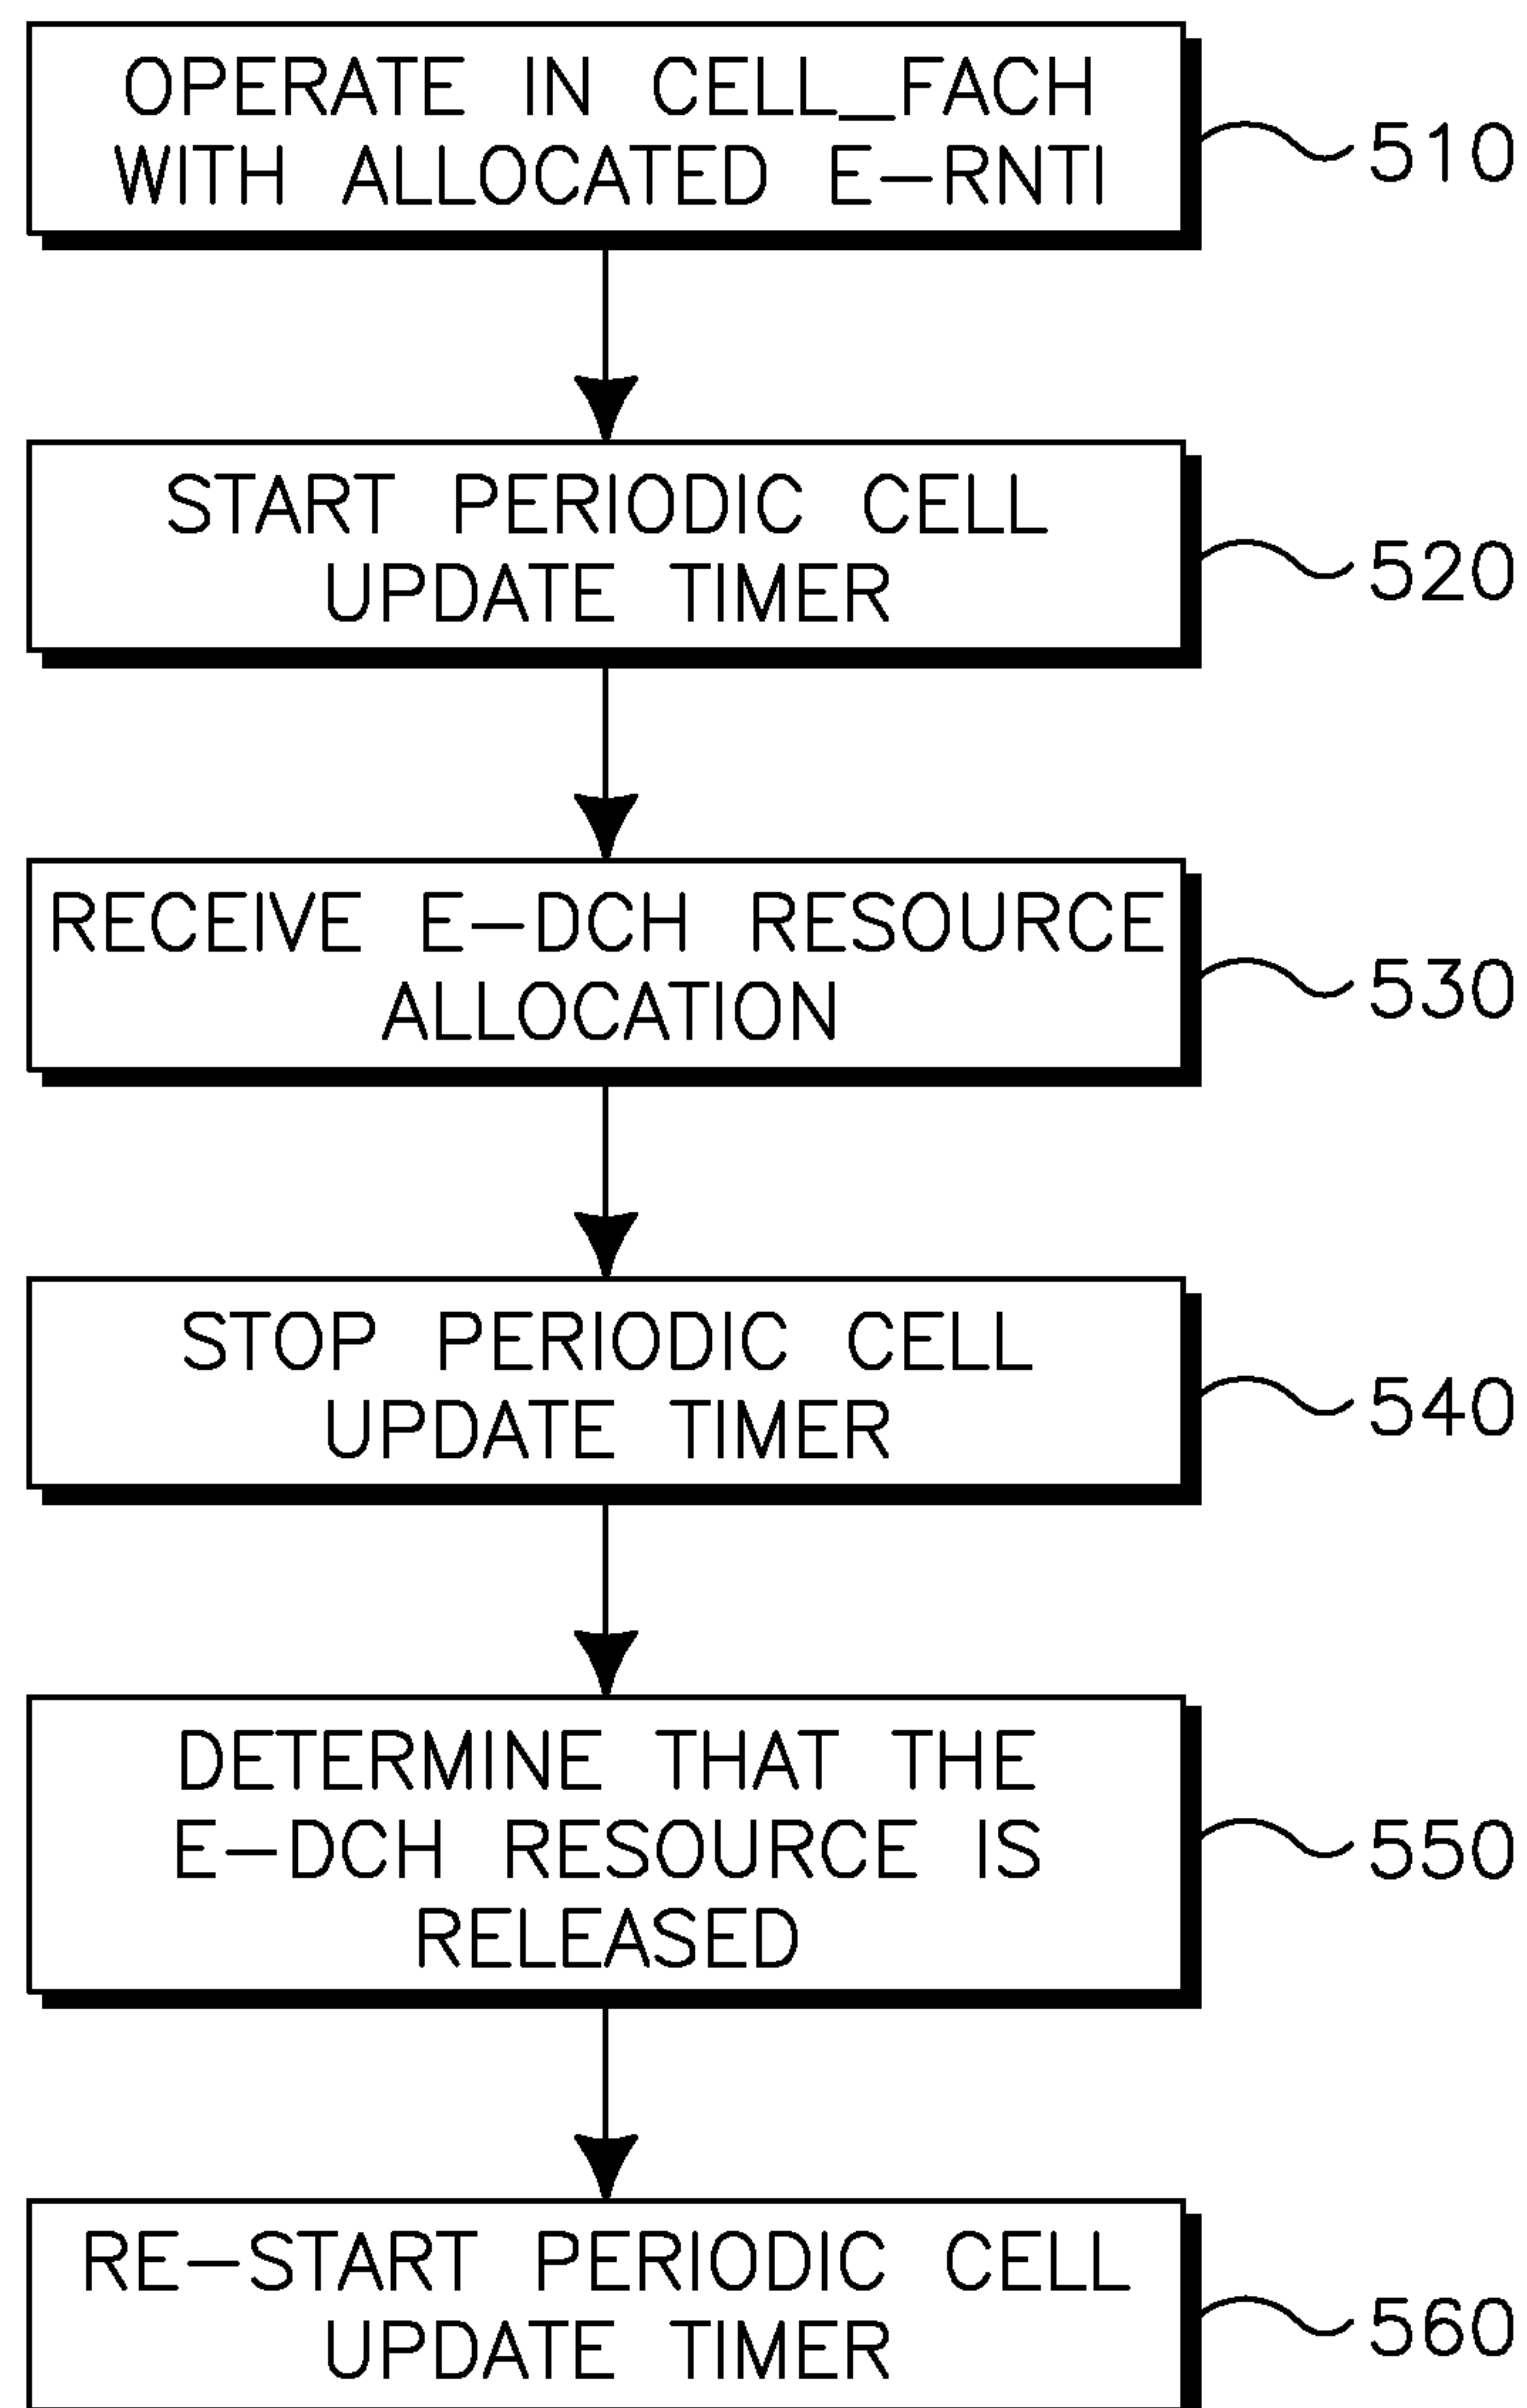 OPERATE IN CELL_FACH
WITH ALLOCATED E-RNTI
510
START PERIODIC CELL
UPDATE TIMER
520
RECEIVE E-DCH RESOURCE
ALLOCATION
530
STOP PERIODIC CELL
UPDATE TIMER
540
DETERMINE THAT THE
E-DCH RESOURCE IS
RELEASED
550
RE-START PERIODIC CELL
UPDATE TIMER
560